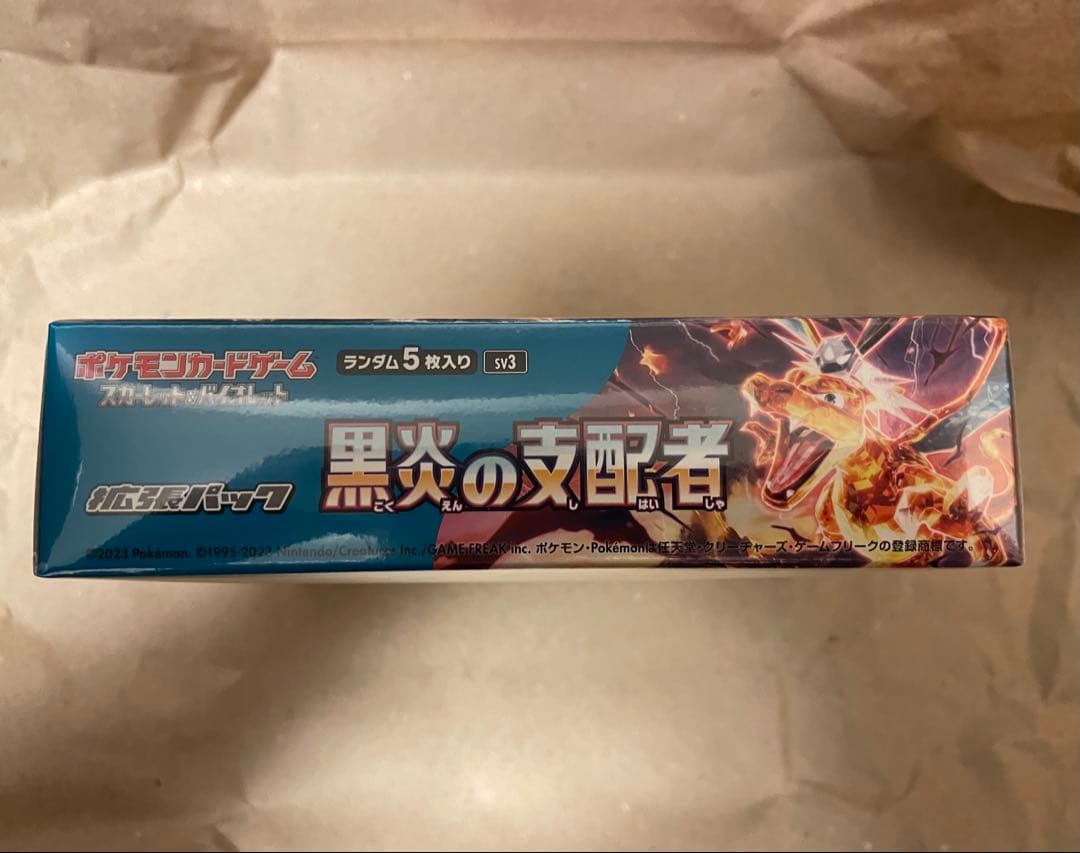 ポケモンカードゲーム
スカーレット&バイオレット
ランダム5枚入り SV3
黒炎の支配者
こく えん し はい しゃ
拡張パック
©2023 Pokémon. ©1995-2023 Nintendo/Creatures Inc./GAME FREAK inc. ポケモン・Pokémonは任天堂・クリーチャーズ・ゲームフリークの登録商標です。